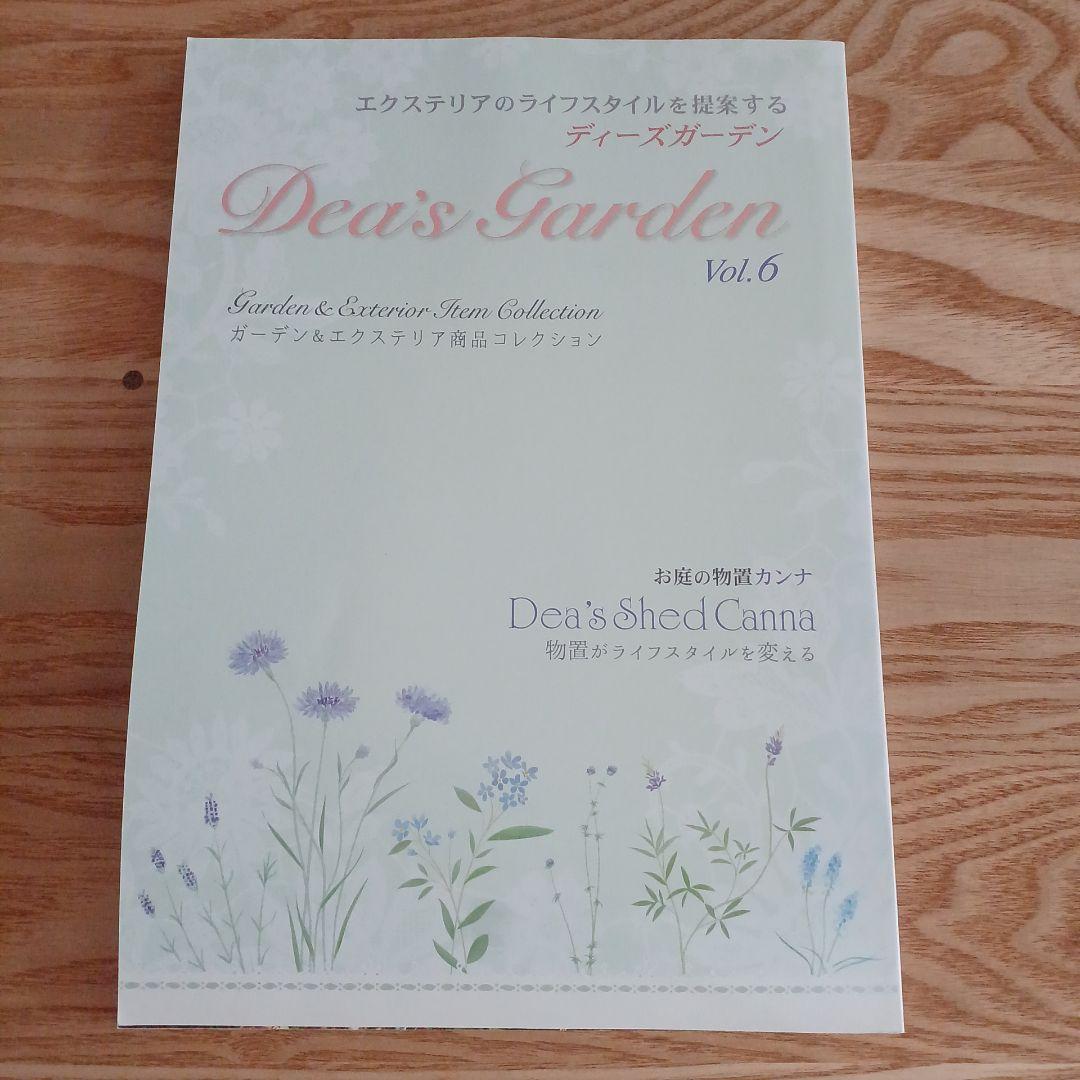 エクステリアのライフスタイルを提案する
ディーズガーデン
Dea's Garden
Vol.6
Garden & Exterior Item Collection
ガーデン&エクステリア商品コレクション
お庭の物置カンナ
Dea's Shed Canna
物置がライフスタイルを変える